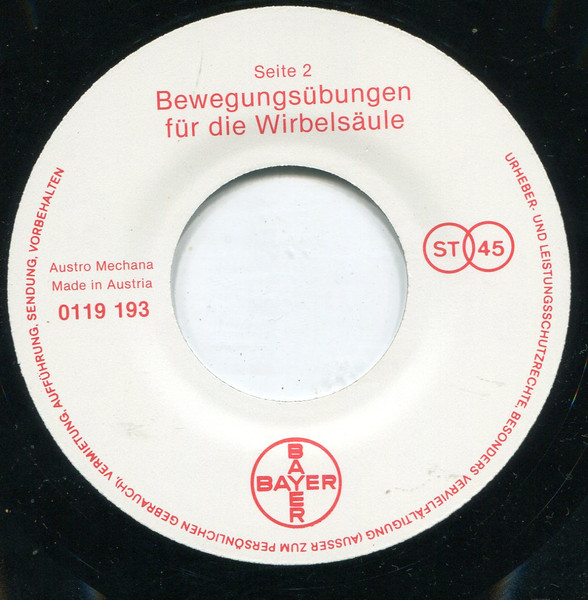 Seite 2
Bewegungsübungen
für die Wirbelsäule
Austro Mechana
Made in Austria
0119 193
ST 45
BAYER
BAYER
URHEBER- UND LEISTUNGSSCHUTZRECHTE, BESONDERS VERVIELFÄLTIGUNG (AUSSER ZUM PERSÖNLICHEN GEBRAUCH), VERMIETUNG, AUFFÜHRUNG, SENDUNG, VORBEHALTEN